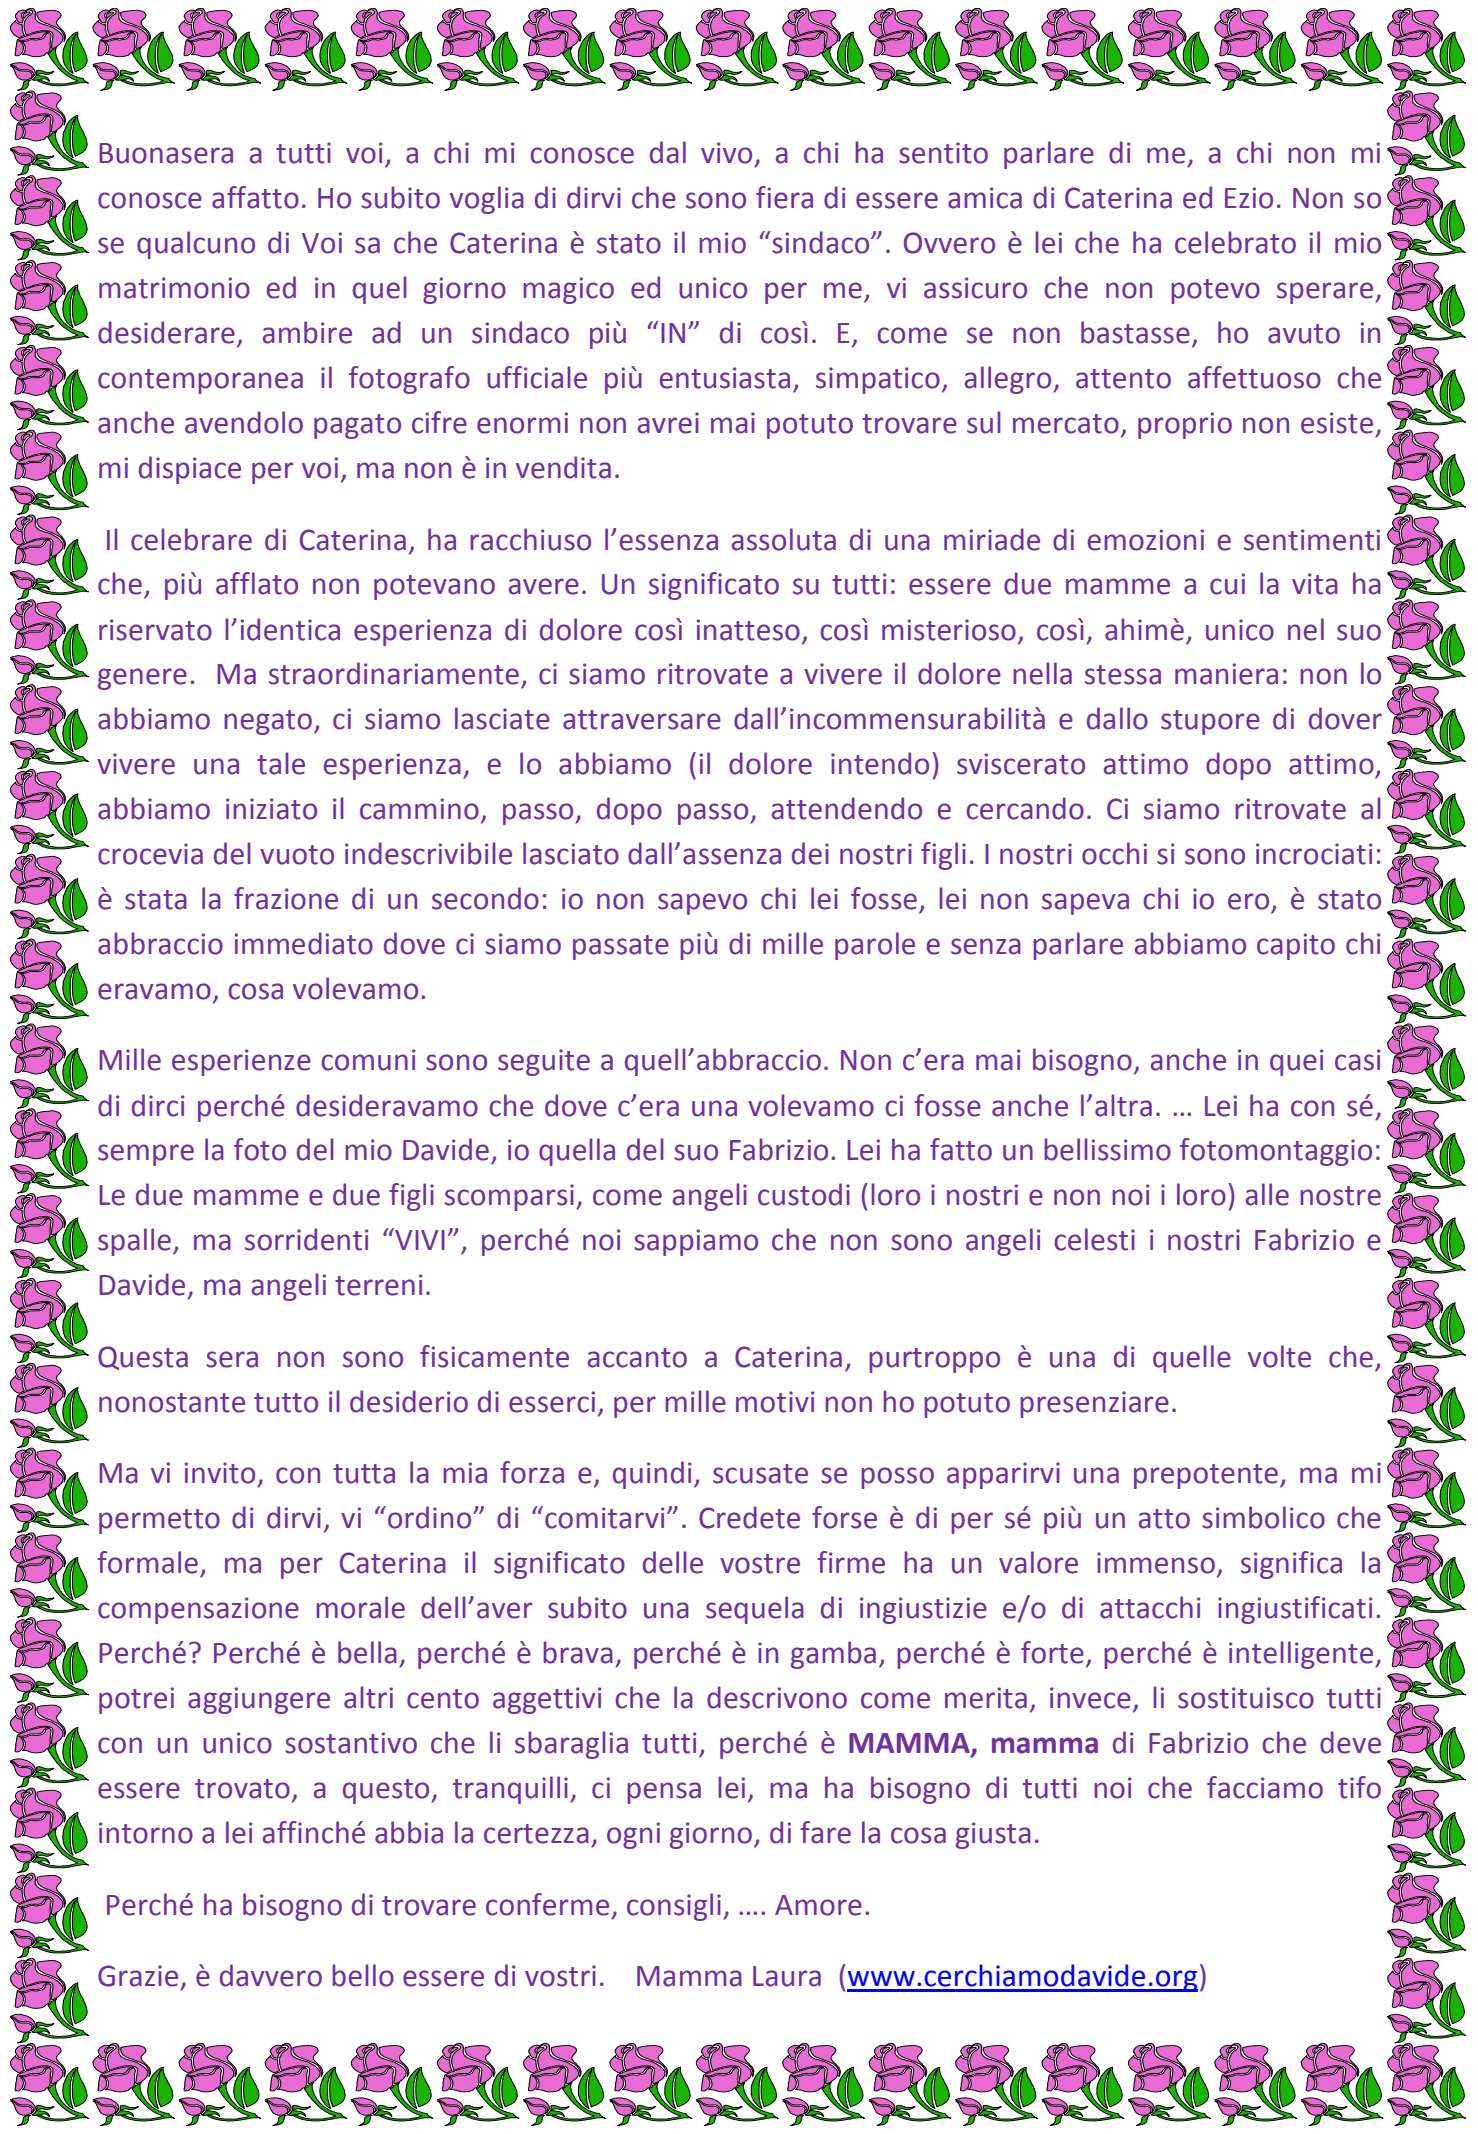 Buonasera a tutti voi, a chi mi conosce dal vivo, a chi ha sentito parlare di me, a chi non mi
conosce affatto. Ho subito voglia di dirvi che sono fiera di essere amica di Caterina ed Ezio. Non so
se qualcuno di Voi sa che Caterina è stato il mio “sindaco”. Ovvero è lei che ha celebrato il mio
matrimonio ed in quel giorno magico ed unico per me, vi assicuro che non potevo sperare,
desiderare, ambire ad un sindaco più “IN” di così. E, come se non bastasse, ho avuto in
contemporanea il fotografo ufficiale più entusiasta, simpatico, allegro, attento affettuoso che
anche avendolo pagato cifre enormi non avrei mai potuto trovare sul mercato, proprio non esiste,
mi dispiace per voi, ma non è in vendita.
Il celebrare di Caterina, ha racchiuso l’essenza assoluta di una miriade di emozioni e sentimenti
che, più afflato non potevano avere. Un significato su tutti: essere due mamme a cui la vita ha
riservato l’identica esperienza di dolore così inatteso, così misterioso, così, ahimè, unico nel suo
genere.  Ma straordinariamente, ci siamo ritrovate a vivere il dolore nella stessa maniera: non lo
abbiamo negato, ci siamo lasciate attraversare dall’incommensurabilità e dallo stupore di dover
vivere una tale esperienza, e lo abbiamo (il dolore intendo) sviscerato attimo dopo attimo,
abbiamo iniziato il cammino, passo, dopo passo, attendendo e cercando. Ci siamo ritrovate al
crocevia del vuoto indescrivibile lasciato dall’assenza dei nostri figli. I nostri occhi si sono incrociati:
è stata la frazione di un secondo: io non sapevo chi lei fosse, lei non sapeva chi io ero, è stato
abbraccio immediato dove ci siamo passate più di mille parole e senza parlare abbiamo capito chi
eravamo, cosa volevamo.
Mille esperienze comuni sono seguite a quell’abbraccio. Non c’era mai bisogno, anche in quei casi
di dirci perché desideravamo che dove c’era una volevamo ci fosse anche l’altra. … Lei ha con sé,
sempre la foto del mio Davide, io quella del suo Fabrizio. Lei ha fatto un bellissimo fotomontaggio:
Le due mamme e due figli scomparsi, come angeli custodi (loro i nostri e non noi i loro) alle nostre
spalle, ma sorridenti “VIVI”, perché noi sappiamo che non sono angeli celesti i nostri Fabrizio e
Davide, ma angeli terreni.
Questa sera non sono fisicamente accanto a Caterina, purtroppo è una di quelle volte che,
nonostante tutto il desiderio di esserci, per mille motivi non ho potuto presenziare.
Ma vi invito, con tutta la mia forza e, quindi, scusate se posso apparirvi una prepotente, ma mi
permetto di dirvi, vi “ordino” di “comitarvi”. Credete forse è di per sé più un atto simbolico che
formale, ma per Caterina il significato delle vostre firme ha un valore immenso, significa la
compensazione morale dell’aver subito una sequela di ingiustizie e/o di attacchi ingiustificati.
Perché? Perché è bella, perché è brava, perché è in gamba, perché è forte, perché è intelligente,
potrei aggiungere altri cento aggettivi che la descrivono come merita, invece, li sostituisco tutti
con un unico sostantivo che li sbaraglia tutti, perché è MAMMA, mamma di Fabrizio che deve
essere trovato, a questo, tranquilli, ci pensa lei, ma ha bisogno di tutti noi che facciamo tifo
intorno a lei affinché abbia la certezza, ogni giorno, di fare la cosa giusta.
Perché ha bisogno di trovare conferme, consigli, …. Amore.
Grazie, è davvero bello essere di vostri.    Mamma Laura  (www.cerchiamodavide.org)